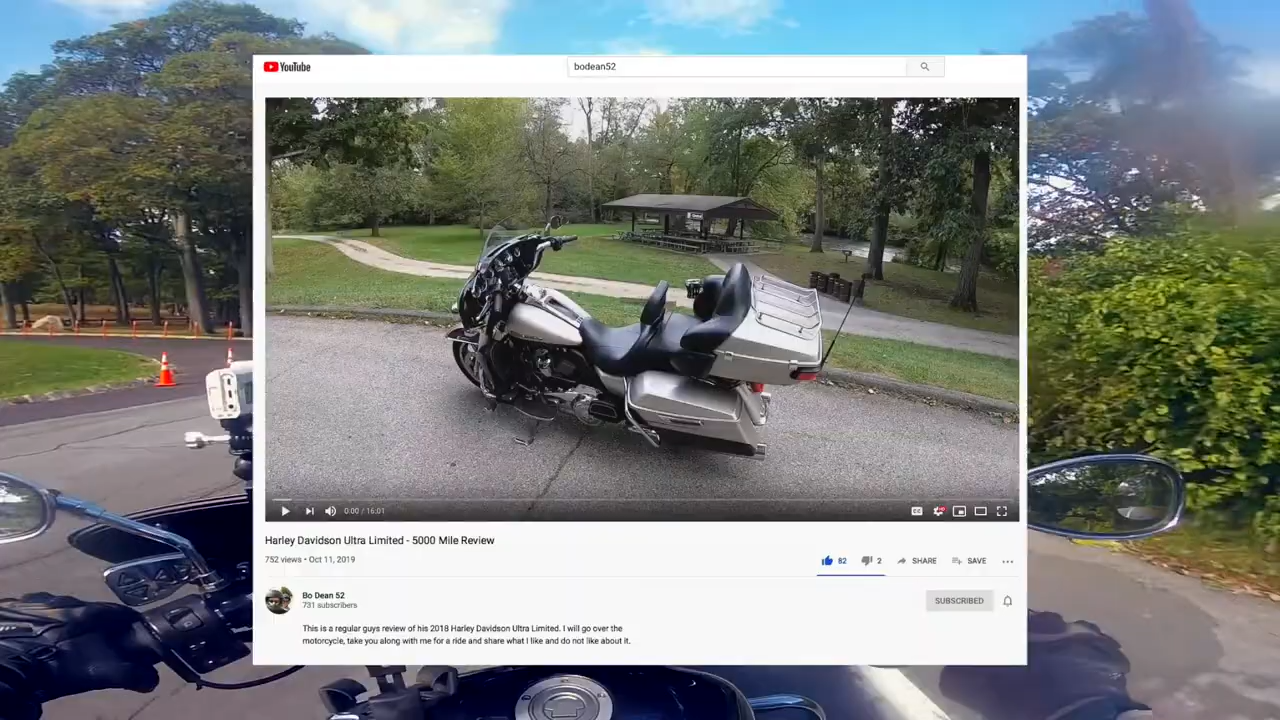 YouTube
bodean52
0:00 / 16:01
CC
Harley Davidson Ultra Limited - 5000 Mile Review
752 views • Oct 11, 2019
82
2
SHARE
SAVE
Bo Dean 52
731 subscribers
SUBSCRIBED
This is a regular guys review of his 2018 Harley Davidson Ultra Limited. I will go over the
motorcycle, take you along with me for a ride and share what I like and do not like about it.